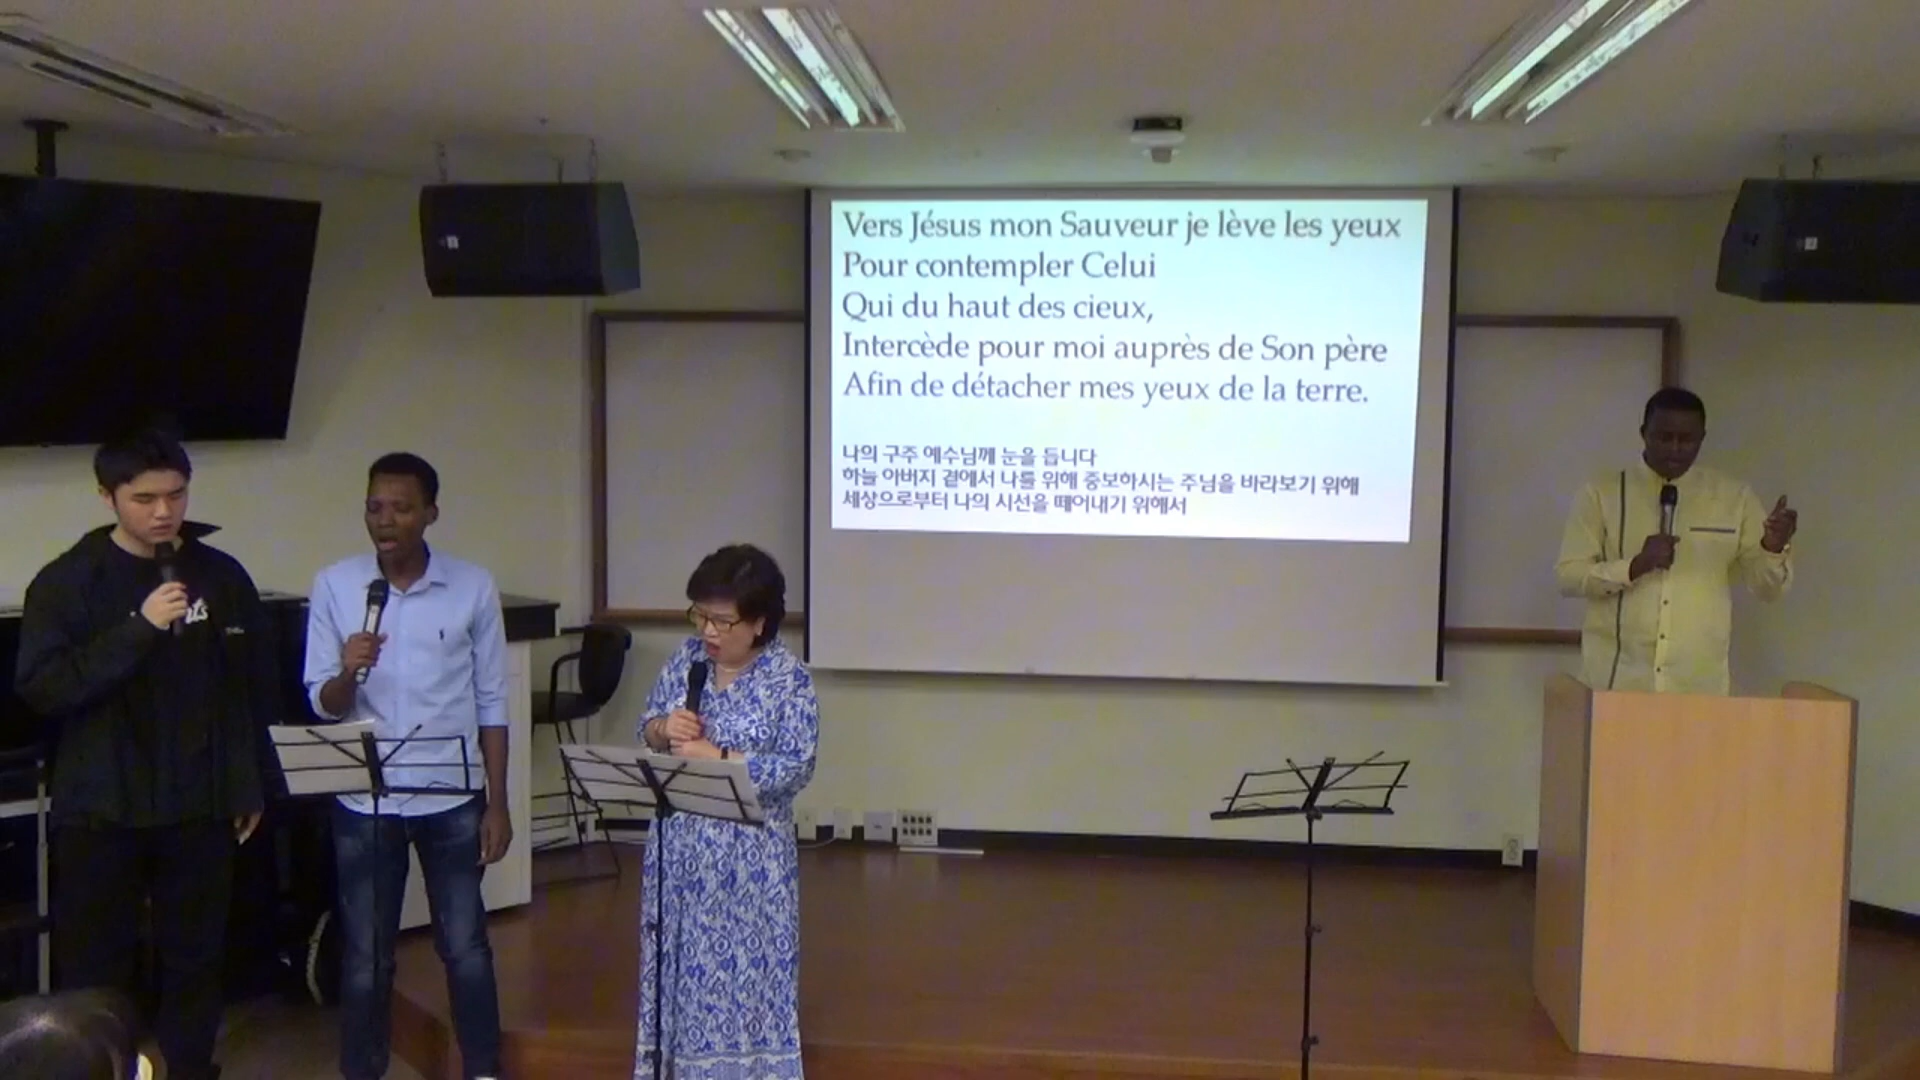 Vers Jésus mon Sauveur je lève les yeux
Pour contempler Celui
Qui du haut des cieux,
Intercède pour moi auprès de Son père
Afin de détacher mes yeux de la terre.
나의 구주 예수님께 눈을 듭니다
하늘 아버지 곁에서 나를 위해 중보하시는 주님을 바라보기 위해
세상으로부터 나의 시선을 떼어내기 위해서